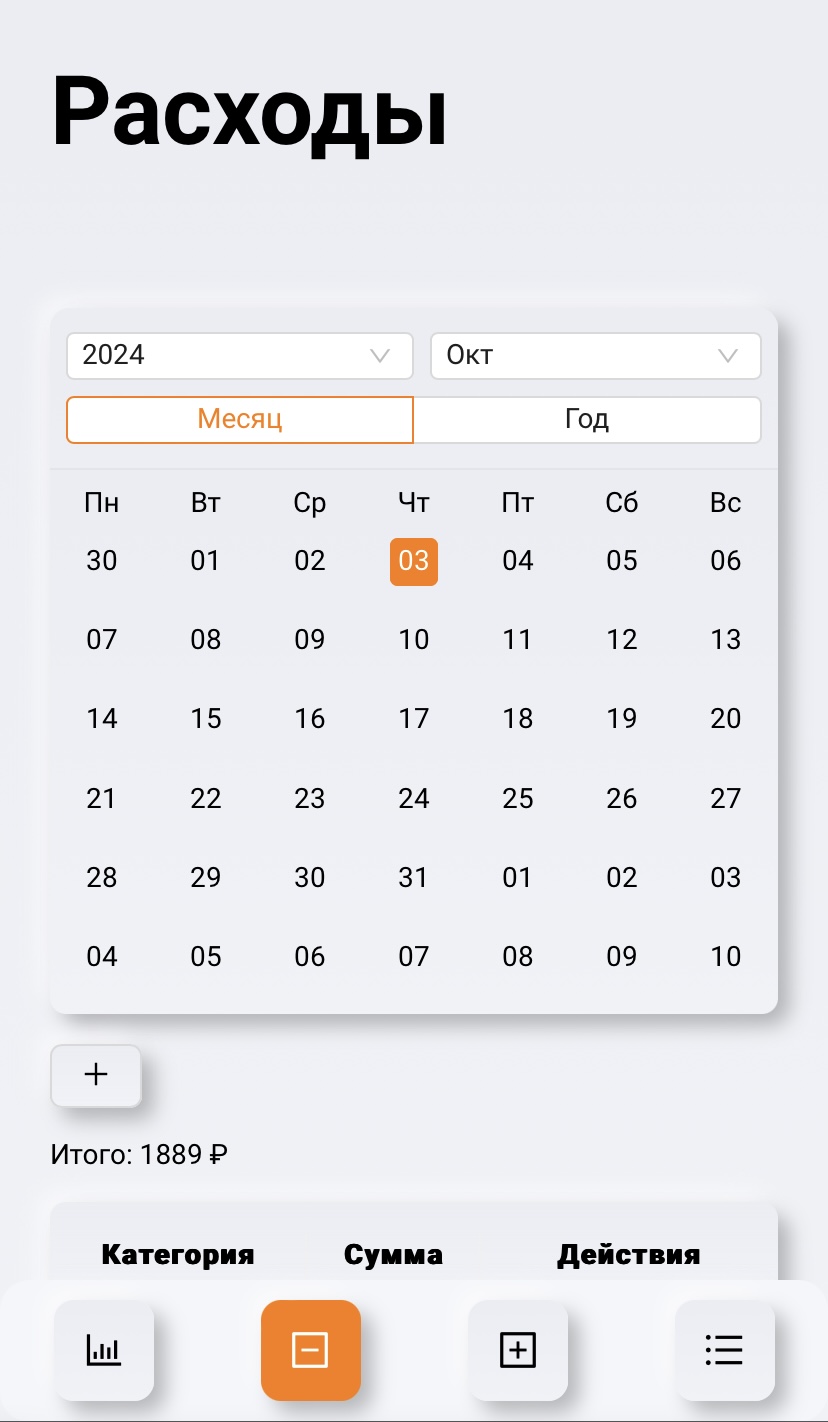 Расходы
2024 Окт
Месяц Год
Пн Вт Ср Чт Пт Сб Вс
30 01 02 03 04 05 06
07 08 09 10 11 12 13
14 15 16 17 18 19 20
21 22 23 24 25 26 27
28 29 30 31 01 02 03
04 05 06 07 08 09 10
+
Итого: 1889 ₽
Категория Сумма Действия